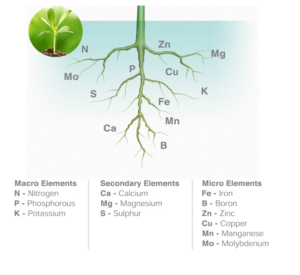 N
Zn
Mg
Mo
P
Cu
S
K
Fe
Mn
Ca
B
Macro Elements
N - Nitrogen
P - Phosphorous
K - Potassium
Secondary Elements
Ca - Calcium
Mg - Magnesium
S - Sulphur
Micro Elements
Fe - Iron
B - Boron
Zn - Zinc
Cu - Copper
Mn - Manganese
Mo - Molybdenum